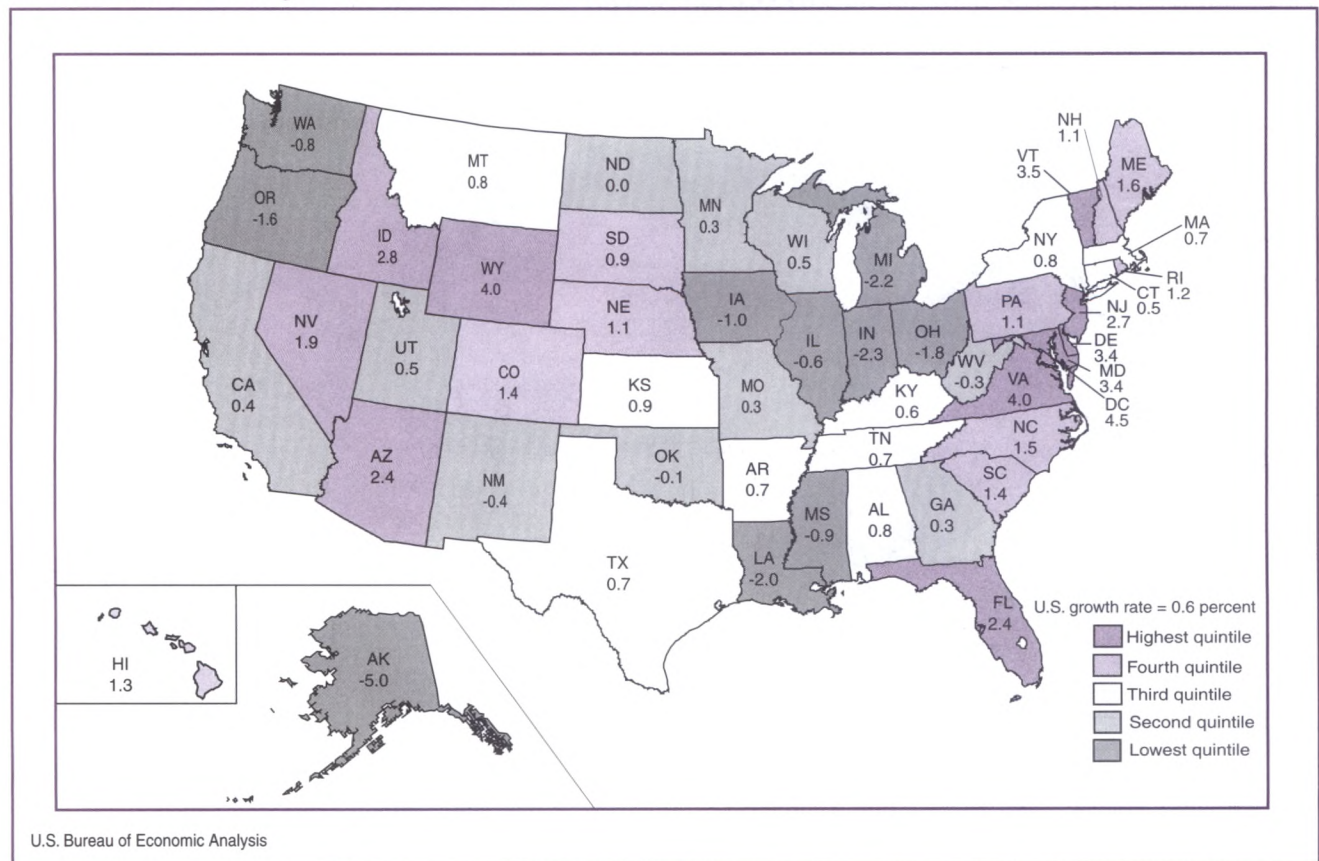 WA
-0.8
OR
-1.6
CA
0.4
ID
2.8
NV
1.9
AZ
2.4
UT
0.5
MT
0.8
WY
4.0
CO
1.4
NM
-0.4
ND
0.0
SD
0.9
NE
1.1
KS
0.9
OK
-0.1
TX
0.7
MN
0.3
IA
-1.0
MO
0.3
AR
0.7
LA
-2.0
WI
0.5
IL
-0.6
MS
-0.9
MI
-2.2
IN
-2.3
OH
-1.8
KY
0.6
TN
0.7
AL
0.8
GA
0.3
FL
2.4
SC
1.4
NC
1.5
VA
4.0
WV
-0.3
PA
1.1
NY
0.8
VT
3.5
NH
1.1
ME
1.6
MA
0.7
RI
1.2
CT
0.5
NJ
2.7
DE
3.4
MD
3.4
DC
4.5
HI
1.3
AK
-5.0
U.S. growth rate = 0.6 percent
Highest quintile
Fourth quintile
Third quintile
Second quintile
Lowest quintile
U.S. Bureau of Economic Analysis